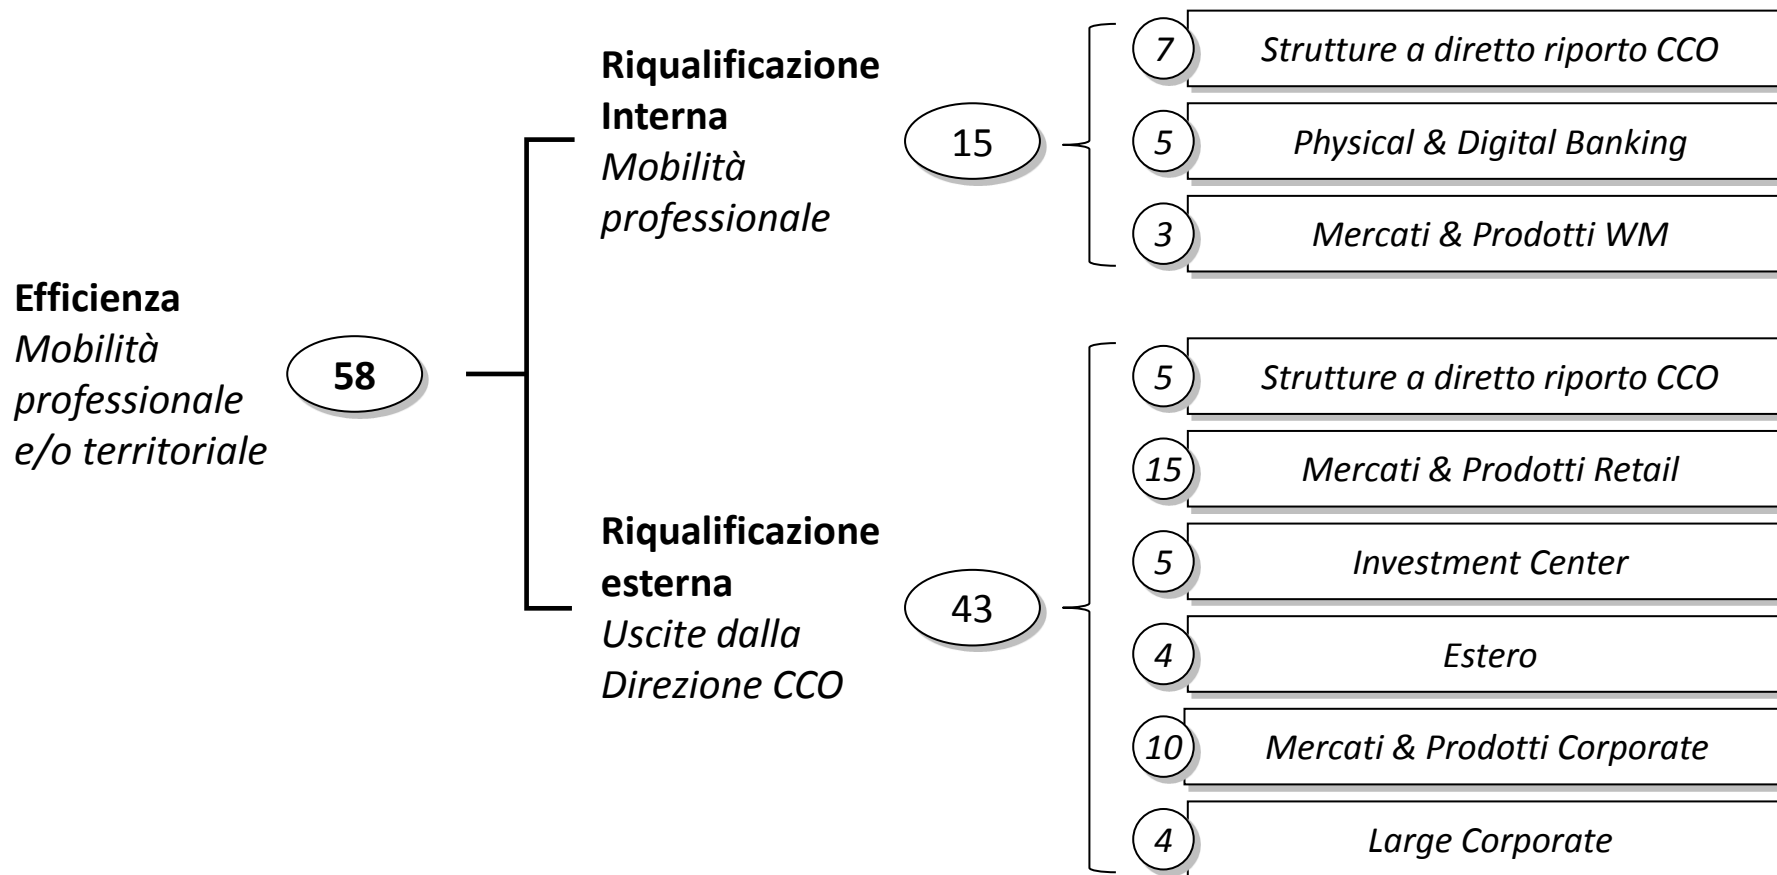 Efficienza
Mobilità
professionale
e/o territoriale
58
Riqualificazione
Interna
Mobilità
professionale
15
7
Strutture a diretto riporto CCO
5
Physical & Digital Banking
3
Mercati & Prodotti WM
Riqualificazione
esterna
Uscite dalla
Direzione CCO
43
5
Strutture a diretto riporto CCO
15
Mercati & Prodotti Retail
5
Investment Center
4
Estero
10
Mercati & Prodotti Corporate
4
Large Corporate